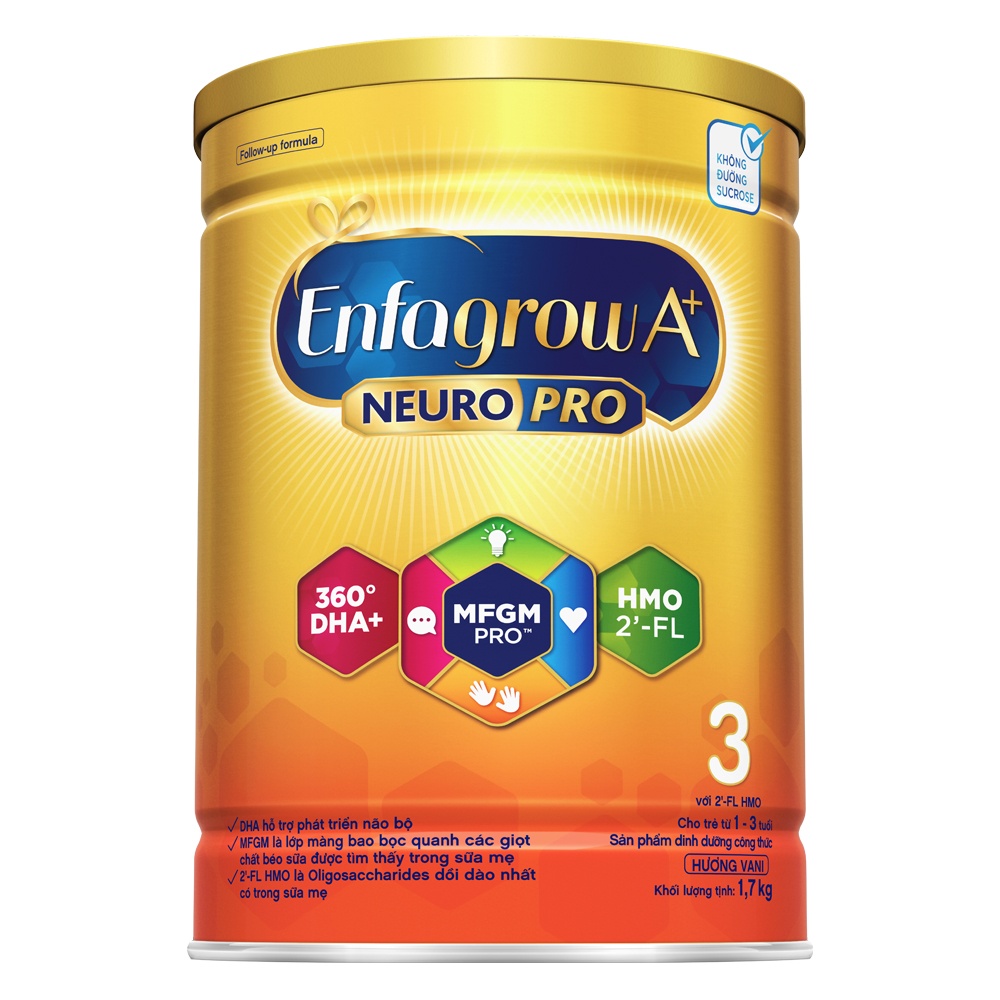 Follow-up formula
KHÔNG
ĐƯỜNG
SUCROSE
Enfagrow A+
NEURO PRO
360°
DHA+
MFGM
PRO™
HMO
2'-FL
3
với 2'-FL HMO
✓ DHA hỗ trợ phát triển não bộ
✓ MFGM là lớp màng bao bọc quanh các giọt
chất béo sữa được tìm thấy trong sữa mẹ
✓ 2'-FL HMO là Oligosaccharides dồi dào nhất
có trong sữa mẹ
Cho trẻ từ 1 - 3 tuổi
Sản phẩm dinh dưỡng công thức
HƯƠNG VANI
Khối lượng tịnh: 1,7 kg